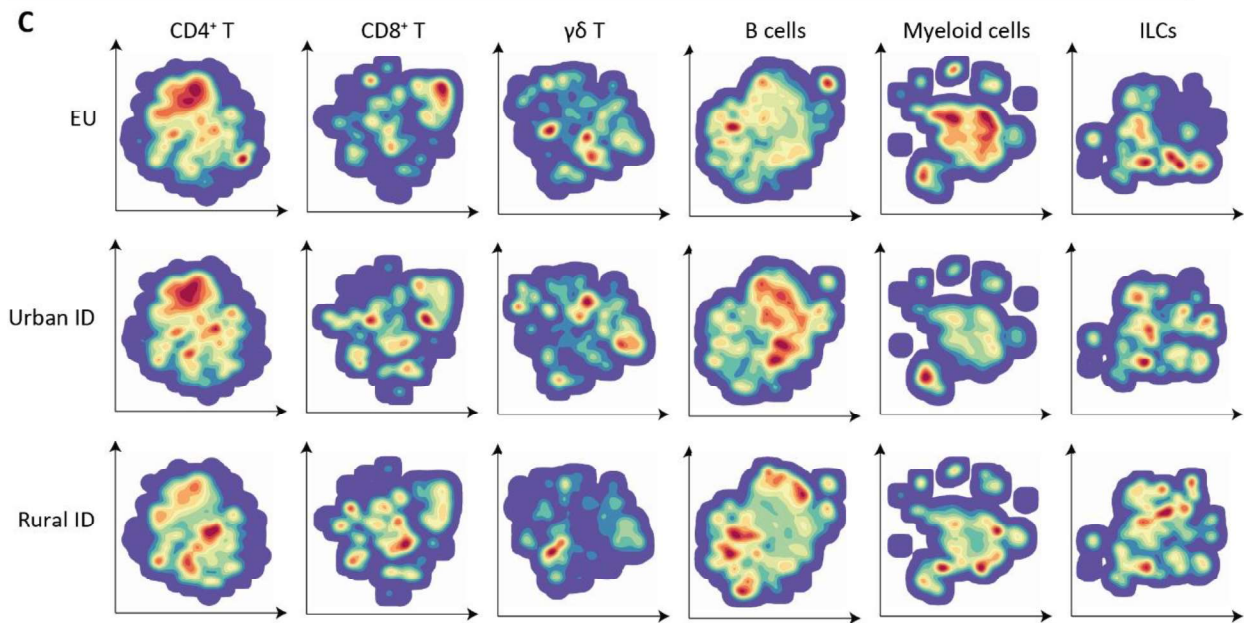 C
CD4⁺ T CD8⁺ T γδ T B cells Myeloid cells ILCs
EU
Urban ID
Rural ID